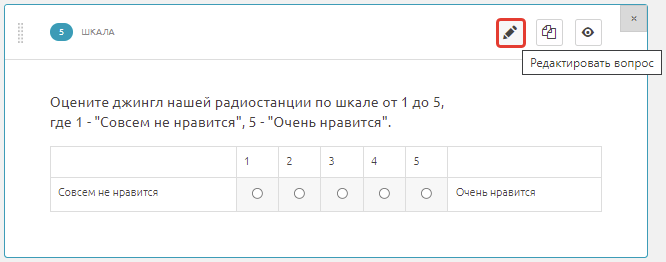 5 ШКАЛА
×
Редактировать вопрос
Оцените джингл нашей радиостанции по шкале от 1 до 5,
где 1 - "Совсем не нравится", 5 - "Очень нравится".
1 2 3 4 5
Совсем не нравится Очень нравится